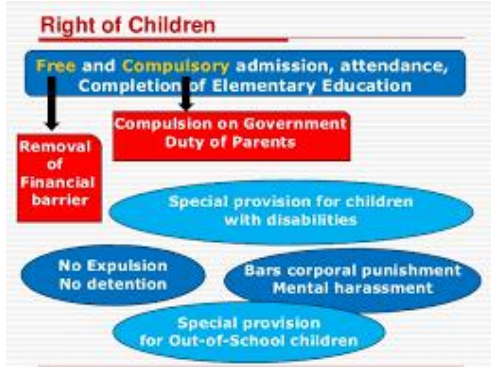 Right of Children
Free and Compulsory admission, attendance,
Completion of Elementary Education
Compulsion on Government
Duty of Parents
Removal
of
Financial
barrier
Special provision for children
with disabilities
No Expulsion
No detention
Bars corporal punishment
Mental harassment
Special provision
for Out-of-School children